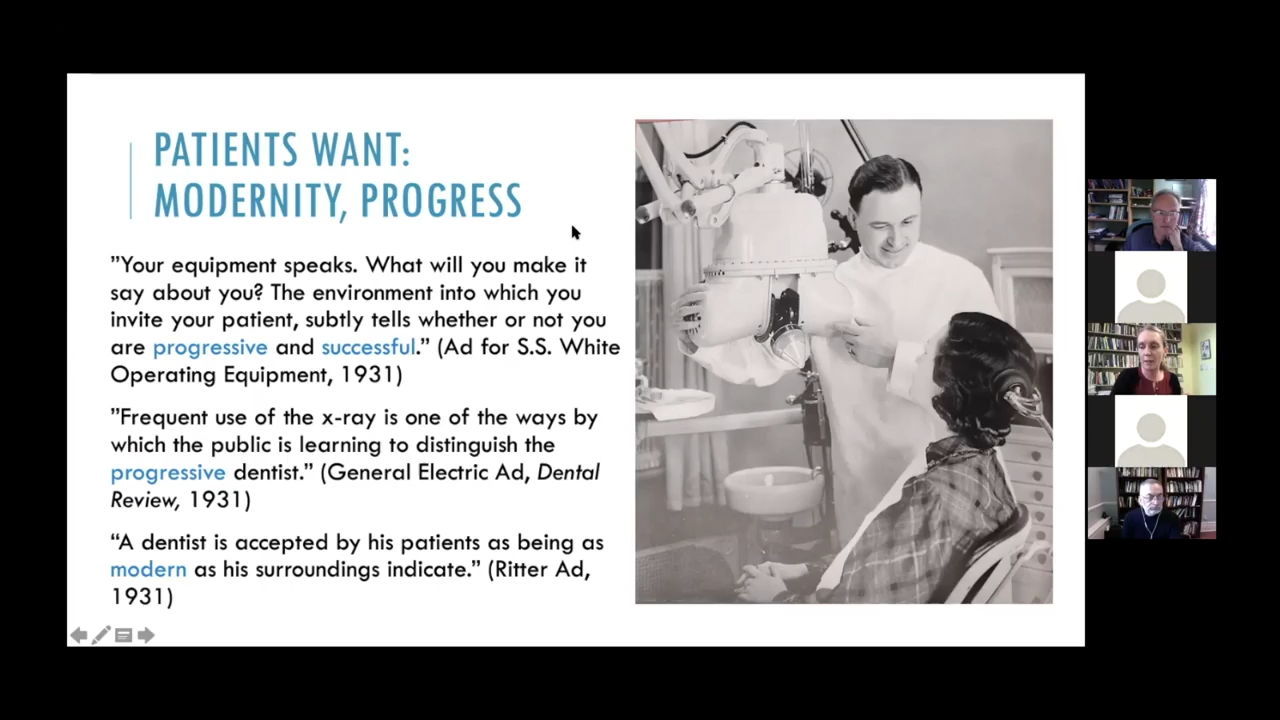 PATIENTS WANT:
MODERNITY, PROGRESS
”Your equipment speaks. What will you make it
say about you? The environment into which you
invite your patient, subtly tells whether or not you
are progressive and successful.” (Ad for S.S. White
Operating Equipment, 1931)
”Frequent use of the x-ray is one of the ways by
which the public is learning to distinguish the
progressive dentist.” (General Electric Ad, Dental
Review, 1931)
“A dentist is accepted by his patients as being as
modern as his surroundings indicate.” (Ritter Ad,
1931)